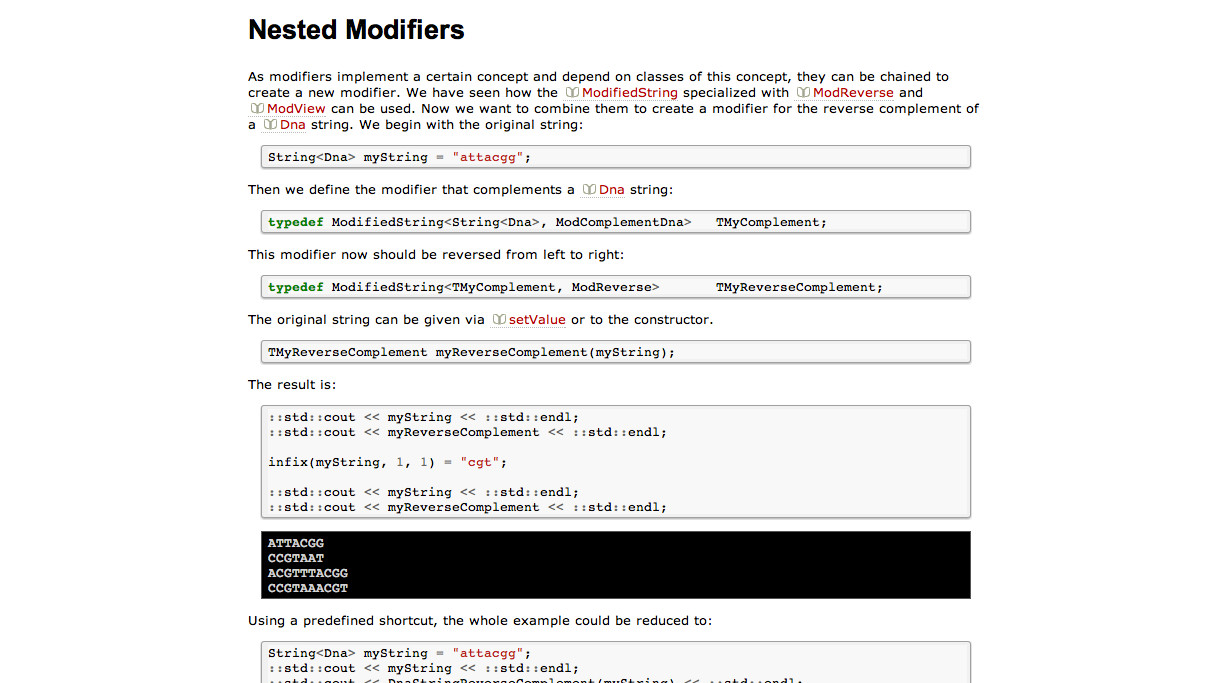 Nested Modifiers
As modifiers implement a certain concept and depend on classes of this concept, they can be chained to
create a new modifier. We have seen how the ModifiedString specialized with ModReverse and
ModView can be used. Now we want to combine them to create a modifier for the reverse complement of
a Dna string. We begin with the original string:
String<Dna> myString = "attacgg";
Then we define the modifier that complements a Dna string:
typedef ModifiedString<String<Dna>, ModComplementDna>   TMyComplement;
This modifier now should be reversed from left to right:
typedef ModifiedString<TMyComplement, ModReverse>       TMyReverseComplement;
The original string can be given via setValue or to the constructor.
TMyReverseComplement myReverseComplement(myString);
The result is:
::std::cout << myString << ::std::endl;
::std::cout << myReverseComplement << ::std::endl;
infix(myString, 1, 1) = "cgt";
::std::cout << myString << ::std::endl;
::std::cout << myReverseComplement << ::std::endl;
ATTACGG
CCGTAAT
ACGTTTACGG
CCGTAAACGT
Using a predefined shortcut, the whole example could be reduced to:
String<Dna> myString = "attacgg";
::std::cout << myString << ::std::endl;
::std::cout << DnaStringReverseComplement(myString) << ::std::endl;